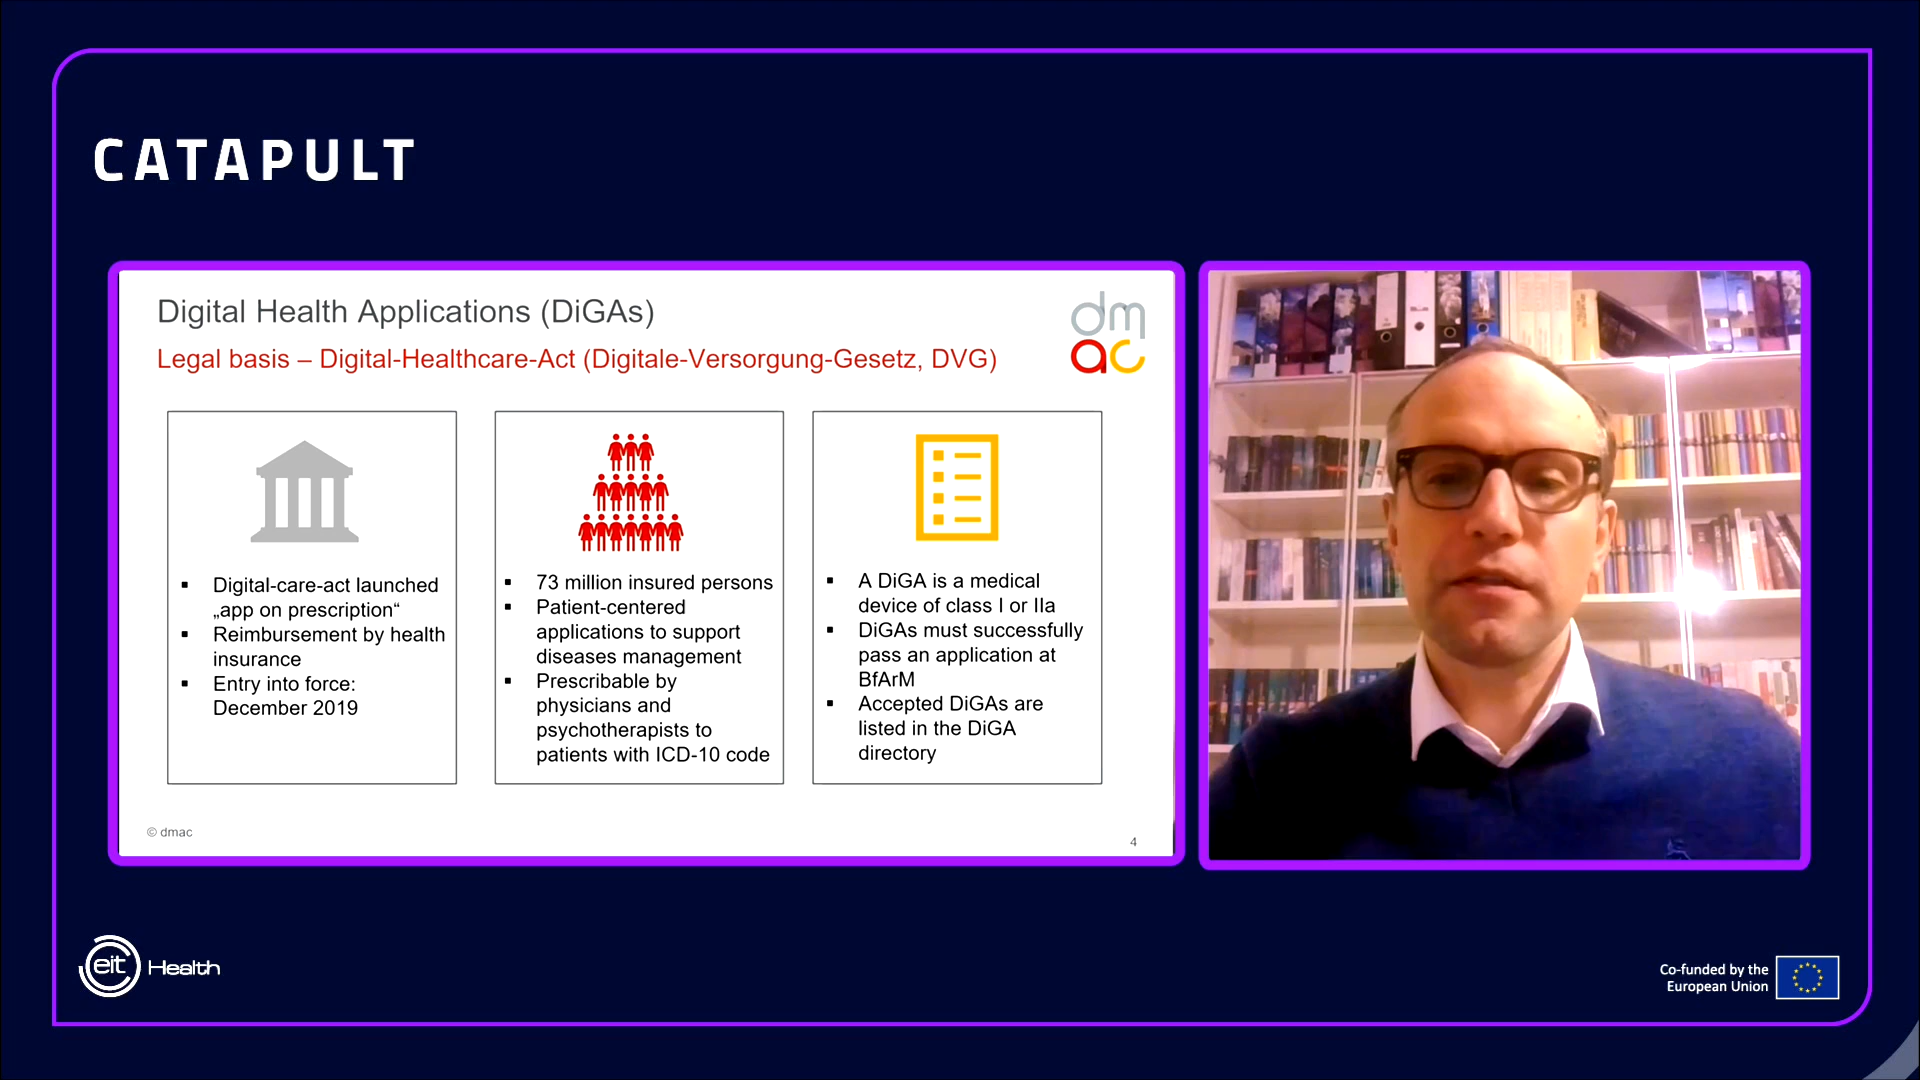 CATAPULT
Digital Health Applications (DiGAs)
Legal basis – Digital-Healthcare-Act (Digitale-Versorgung-Gesetz, DVG)
dm
ac
▪ Digital-care-act launched
„app on prescription“
▪ Reimbursement by health
insurance
▪ Entry into force:
December 2019
▪ 73 million insured persons
▪ Patient-centered
applications to support
diseases management
▪ Prescribable by
physicians and
psychotherapists to
patients with ICD-10 code
▪ A DiGA is a medical
device of class I or IIa
▪ DiGAs must successfully
pass an application at
BfArM
▪ Accepted DiGAs are
listed in the DiGA
directory
© dmac
4
eit Health
Co-funded by the
European Union